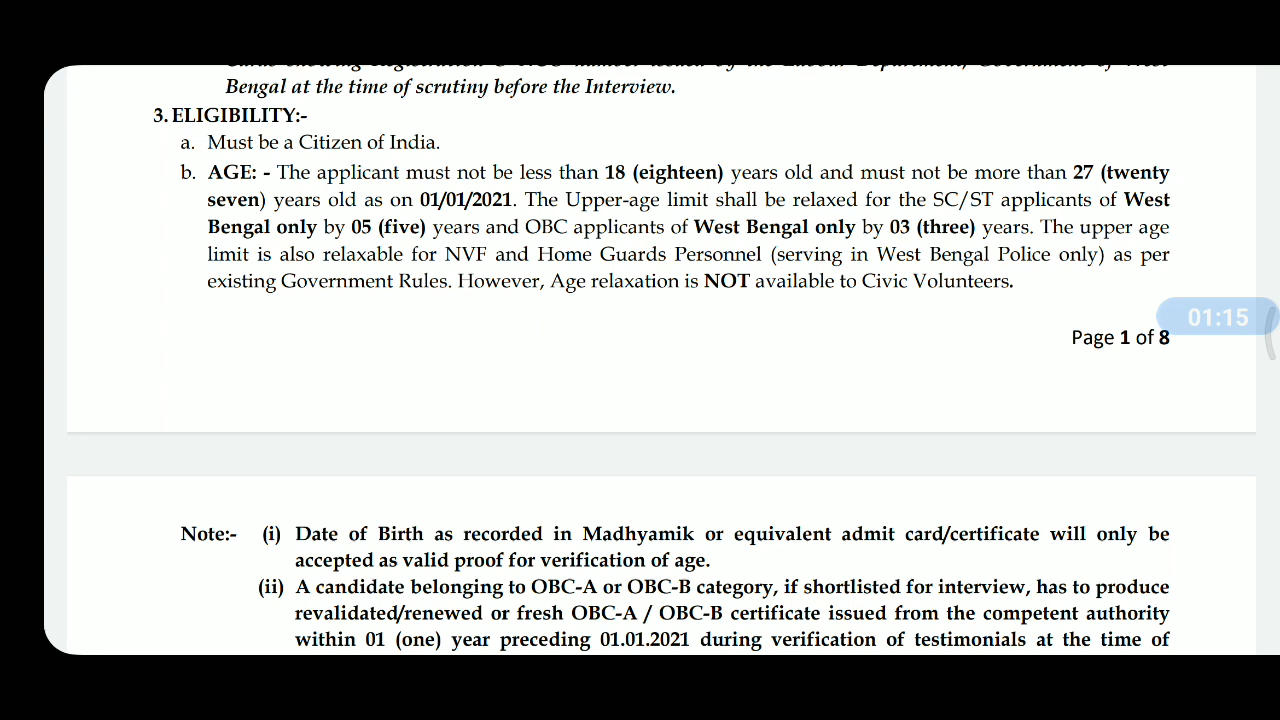 Bengal at the time of scrutiny before the Interview.
3. ELIGIBILITY:-
a. Must be a Citizen of India.
b. AGE: - The applicant must not be less than 18 (eighteen) years old and must not be more than 27 (twenty
seven) years old as on 01/01/2021. The Upper-age limit shall be relaxed for the SC/ST applicants of West
Bengal only by 05 (five) years and OBC applicants of West Bengal only by 03 (three) years. The upper age
limit is also relaxable for NVF and Home Guards Personnel (serving in West Bengal Police only) as per
existing Government Rules. However, Age relaxation is NOT available to Civic Volunteers.
01:15
Page 1 of 8
Note:- (i) Date of Birth as recorded in Madhyamik or equivalent admit card/certificate will only be
accepted as valid proof for verification of age.
(ii) A candidate belonging to OBC-A or OBC-B category, if shortlisted for interview, has to produce
revalidated/renewed or fresh OBC-A / OBC-B certificate issued from the competent authority
within 01 (one) year preceding 01.01.2021 during verification of testimonials at the time of